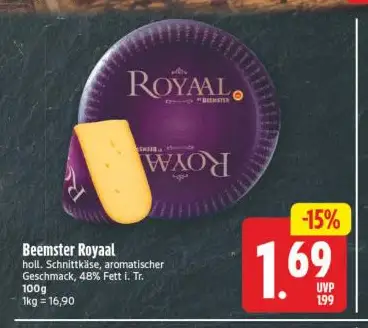 ROYAAL
BY BEEMSTER
ROYAAL
-15%
Beemster Royaal
holl. Schnittkäse, aromatischer
Geschmack, 48% Fett i. Tr.
100g
1kg = 16,90
1.69
UVP
1.99